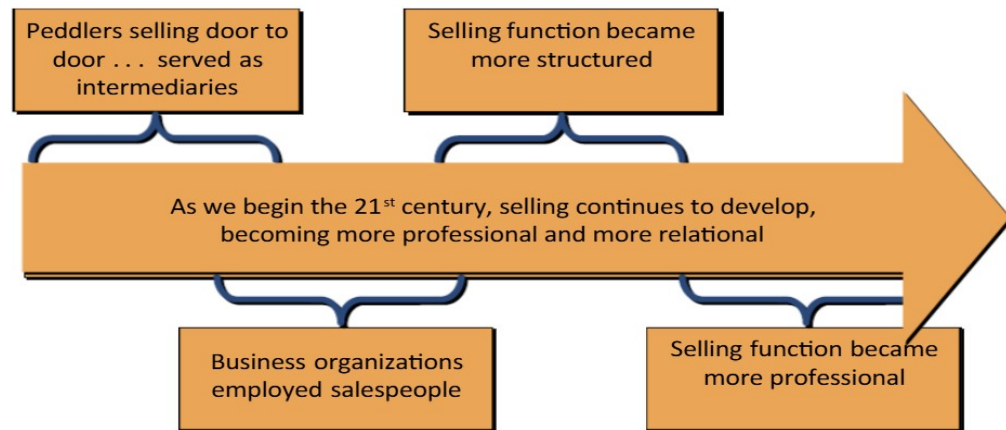 Peddlers selling door to
door . . . served as
intermediaries
Selling function became
more structured
As we begin the 21st century, selling continues to develop,
becoming more professional and more relational
Business organizations
employed salespeople
Selling function became
more professional